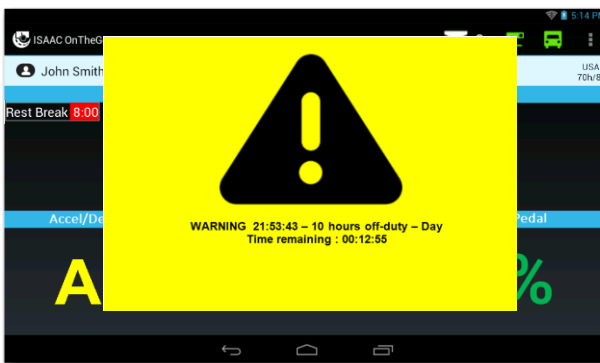 5:14 PM
ISAAC OnTheG
John Smith
USA
70h/8
Rest Break 8:00
WARNING 21:53:43 – 10 hours off-duty – Day
Time remaining : 00:12:55
Accel/De
Pedal
A
%